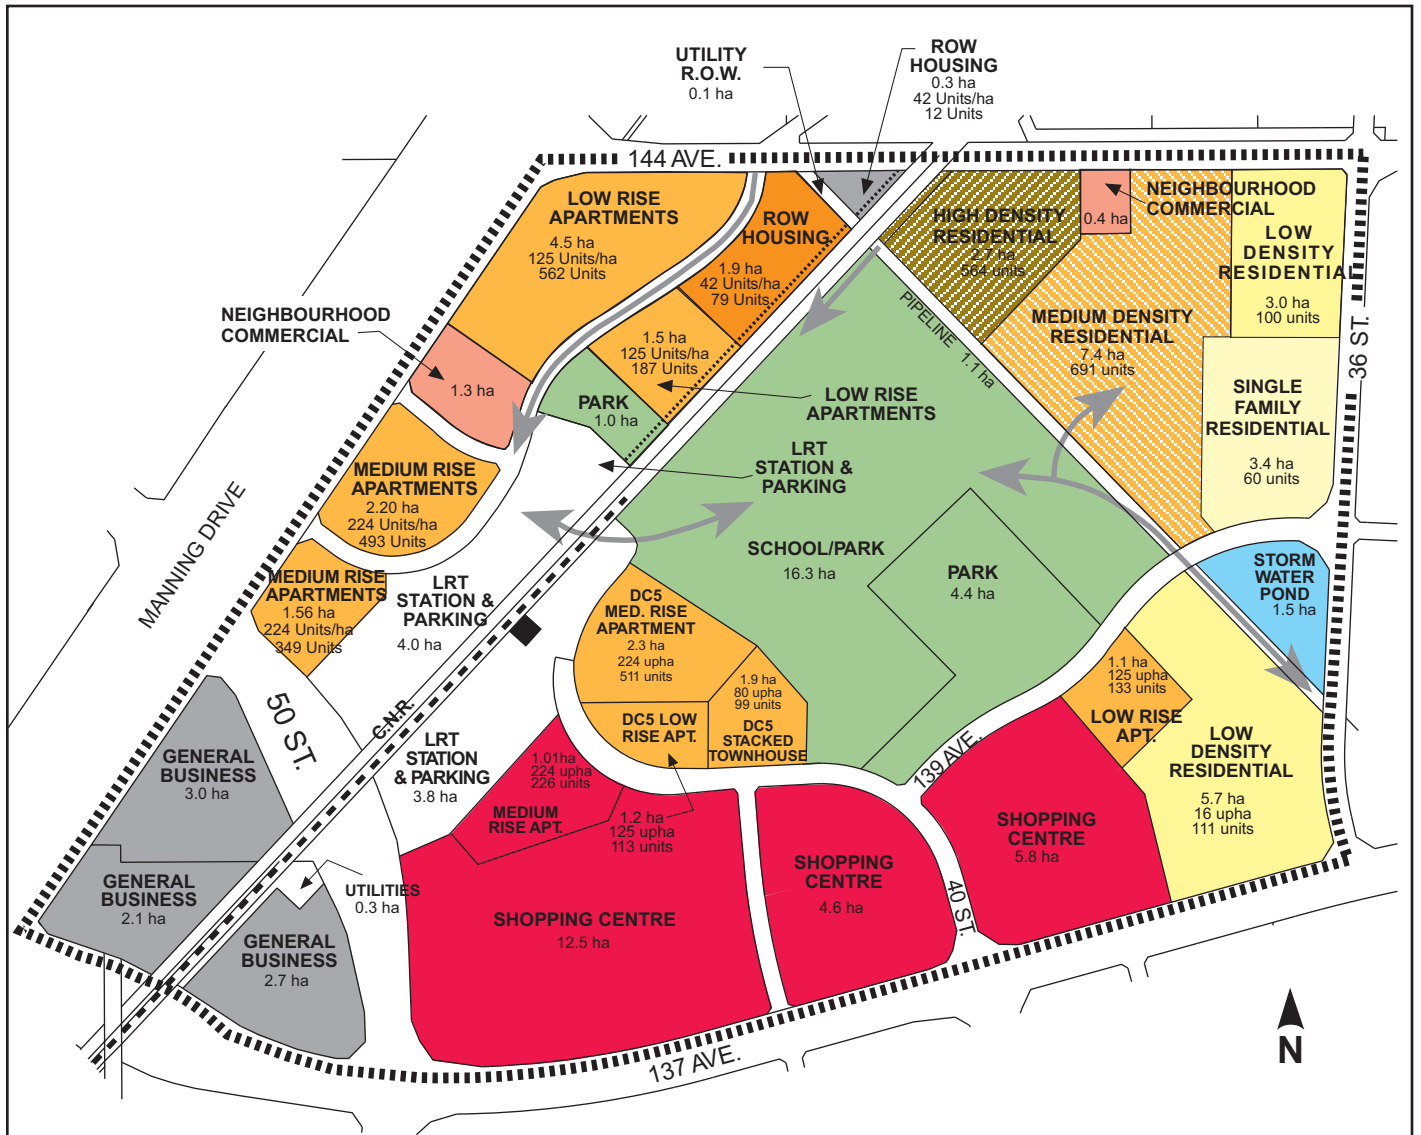 UTILITY
R.O.W.
0.1 ha
ROW
HOUSING
0.3 ha
42 Units/ha
12 Units
144 AVE.
LOW RISE
APARTMENTS
4.5 ha
125 Units/ha
562 Units
ROW
HOUSING
1.9 ha
42 Units/ha
79 Units
HIGH DENSITY
RESIDENTIAL
2.7 ha
564 units
0.4 ha
NEIGHBOURHOOD
COMMERCIAL
LOW
DENSITY
RESIDENTIAL
3.0 ha
100 units
36 ST.
NEIGHBOURHOOD
COMMERCIAL
1.3 ha
1.5 ha
125 Units/ha
187 Units
PIPELINE 1.1 ha
MEDIUM DENSITY
RESIDENTIAL
7.4 ha
691 units
PARK
1.0 ha
LOW RISE
APARTMENTS
SINGLE
FAMILY
RESIDENTIAL
3.4 ha
60 units
LRT
STATION &
PARKING
MEDIUM RISE
APARTMENTS
2.20 ha
224 Units/ha
493 Units
MANNING DRIVE
SCHOOL/PARK
16.3 ha
PARK
4.4 ha
STORM
WATER
POND
1.5 ha
MEDIUM RISE
APARTMENTS
1.56 ha
224 Units/ha
349 Units
LRT
STATION &
PARKING
4.0 ha
DC5
MED. RISE
APARTMENT
2.3 ha
224 upha
511 units
1.9 ha
80 upha
99 units
DC5
STACKED
TOWNHOUSE
DC5 LOW
RISE APT.
1.1 ha
125 upha
133 units
LOW RISE
APT.
50 ST.
C.N.R.
GENERAL
BUSINESS
3.0 ha
LRT
STATION
& PARKING
3.8 ha
1.01ha
224 upha
226 units
MEDIUM
RISE APT.
1.2 ha
125 upha
113 units
139 AVE.
LOW
DENSITY
RESIDENTIAL
5.7 ha
16 upha
111 units
SHOPPING
CENTRE
5.8 ha
SHOPPING
CENTRE
4.6 ha
40 ST.
GENERAL
BUSINESS
2.1 ha
UTILITIES
0.3 ha
SHOPPING CENTRE
12.5 ha
GENERAL
BUSINESS
2.7 ha
137 AVE.
N